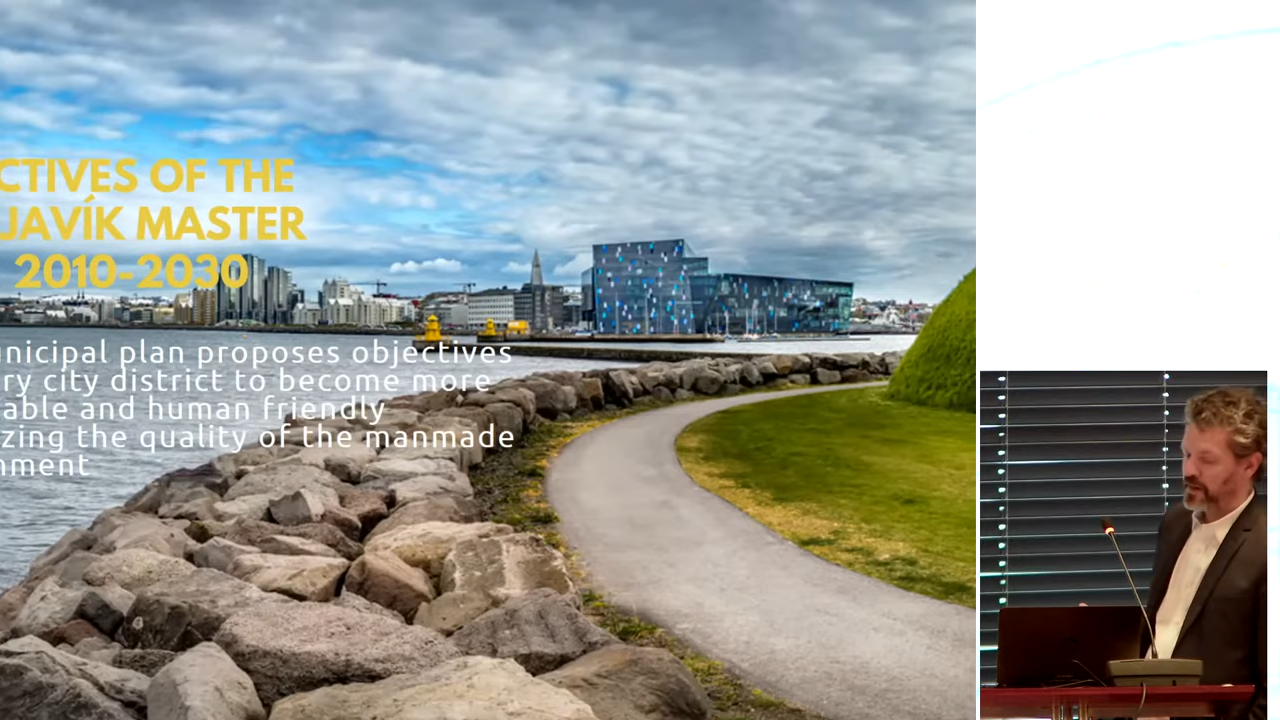 CTIVES OF THE
JAVÍK MASTER
2010-2030
nicipal plan proposes objectives
ry city district to become more
able and human friendly
zing the quality of the manmade
nment